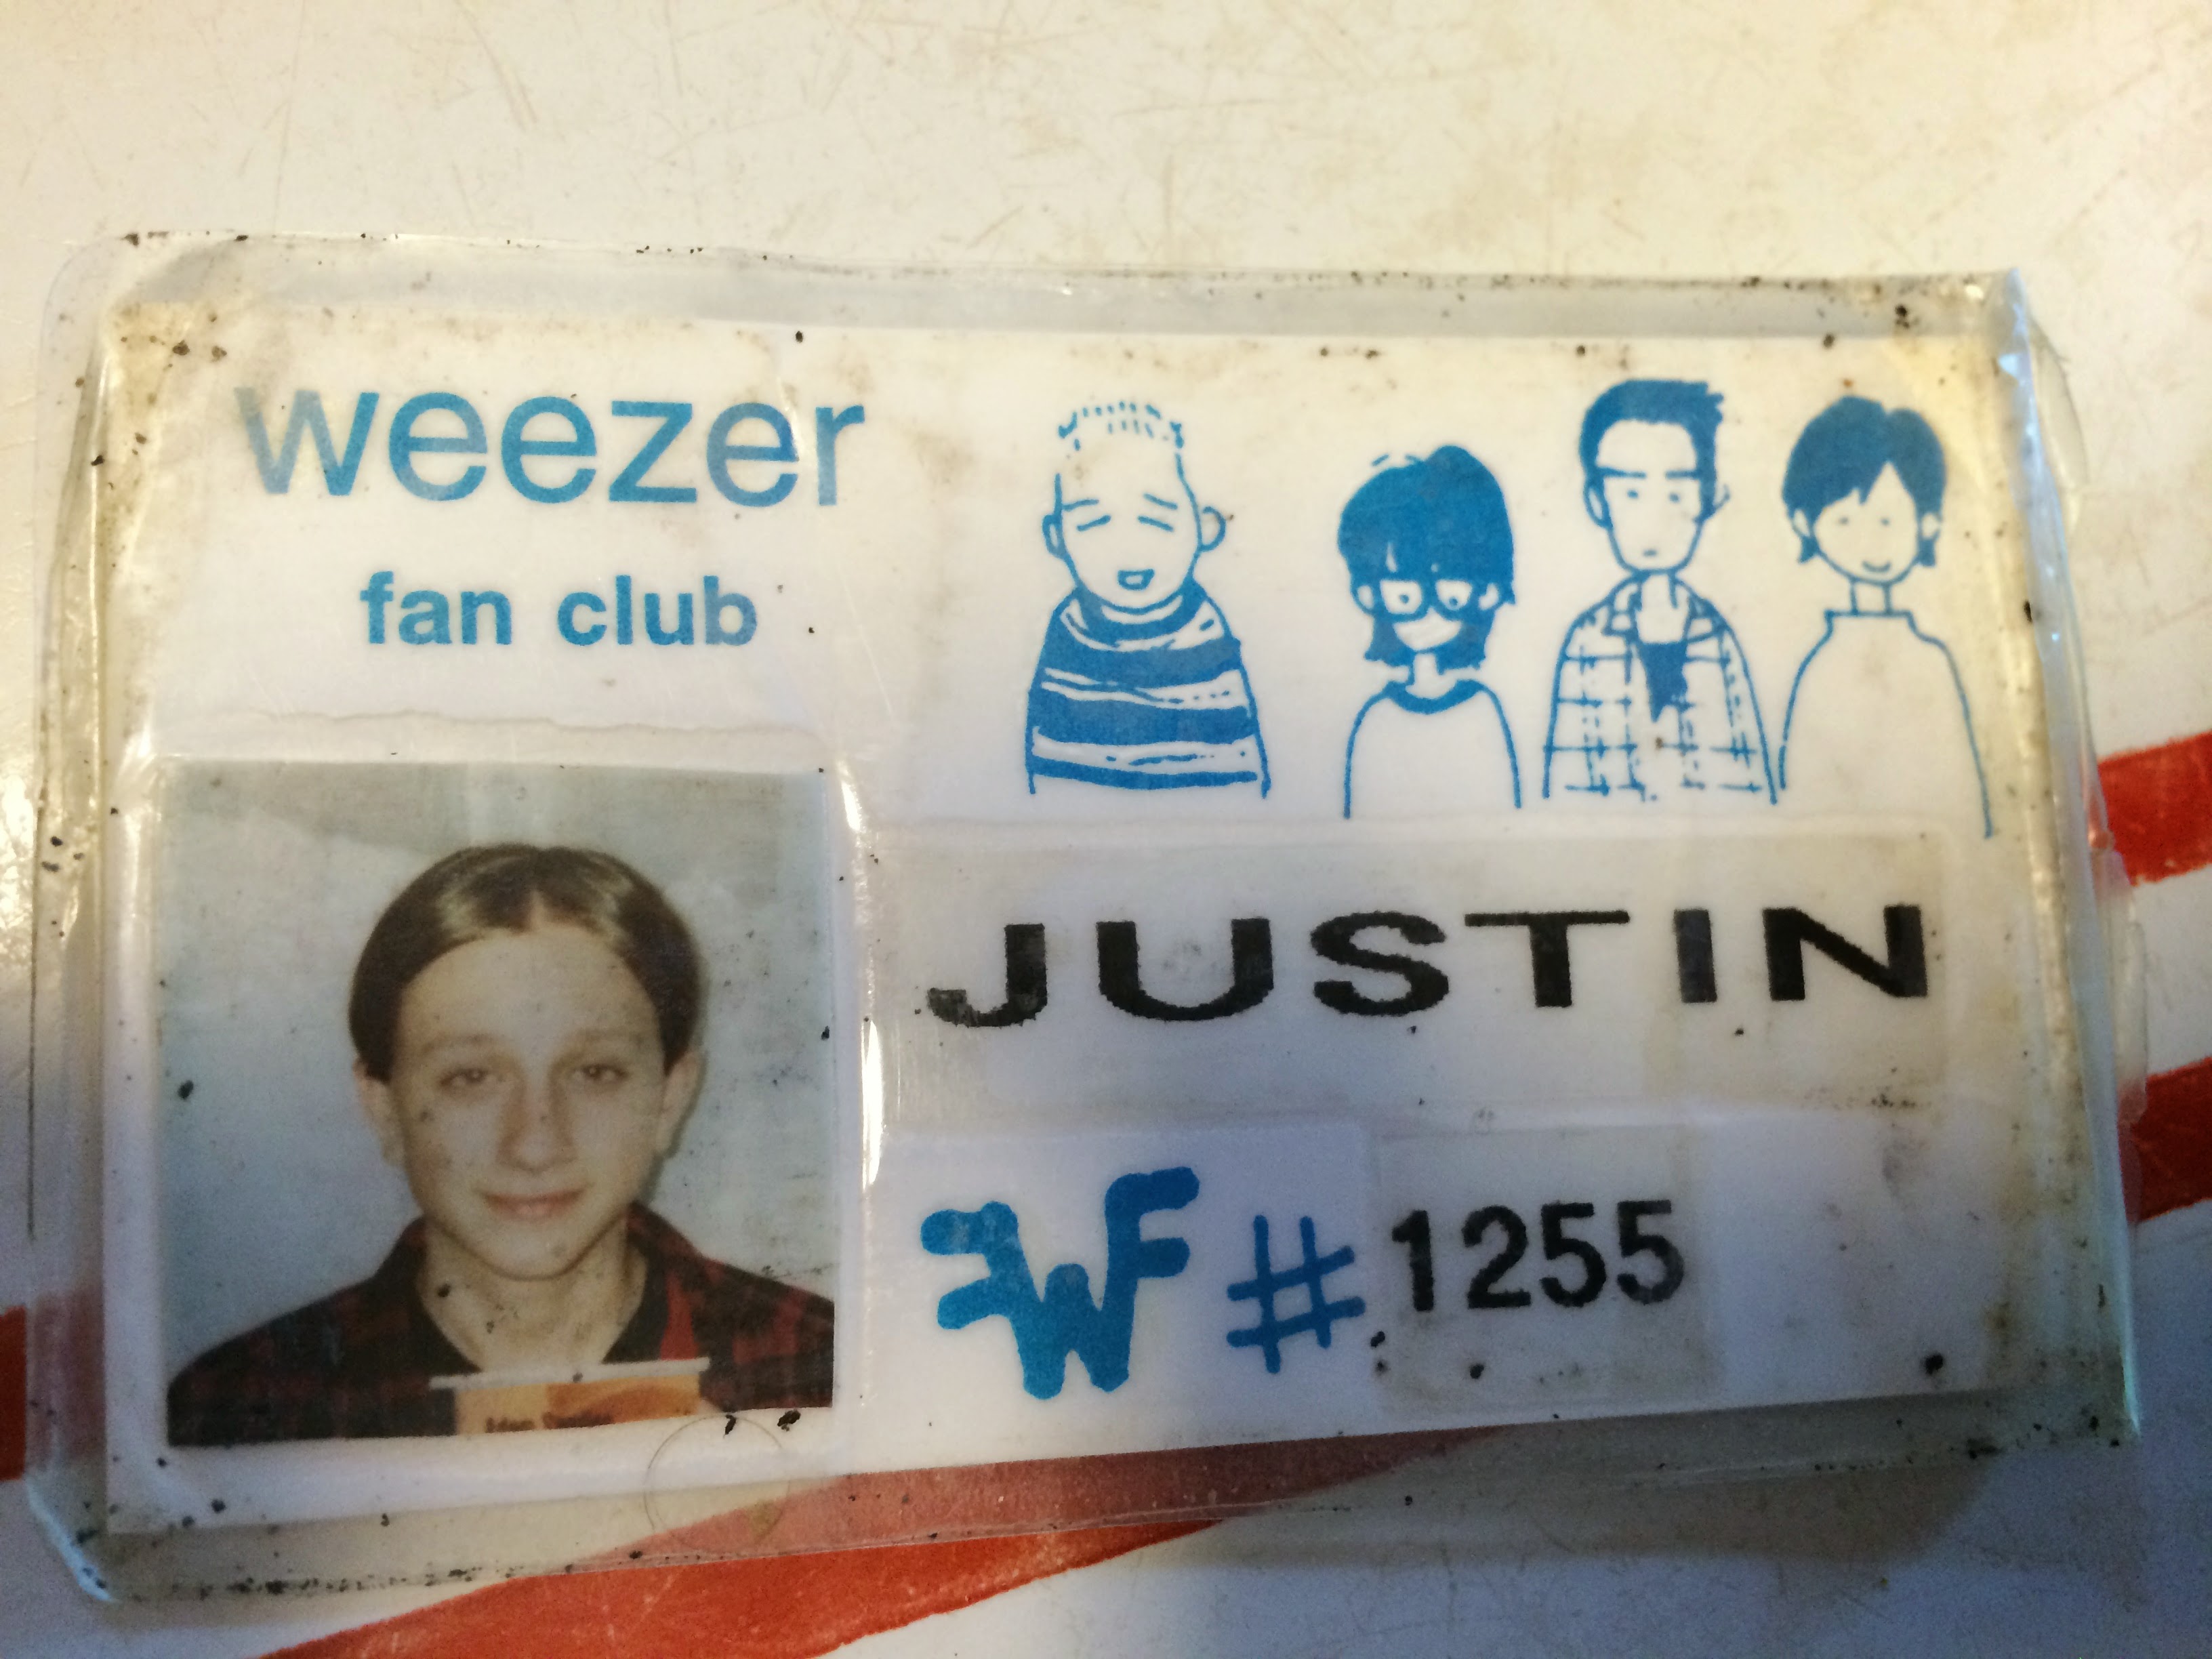 weezer
fan club
JUSTIN
W # 1255